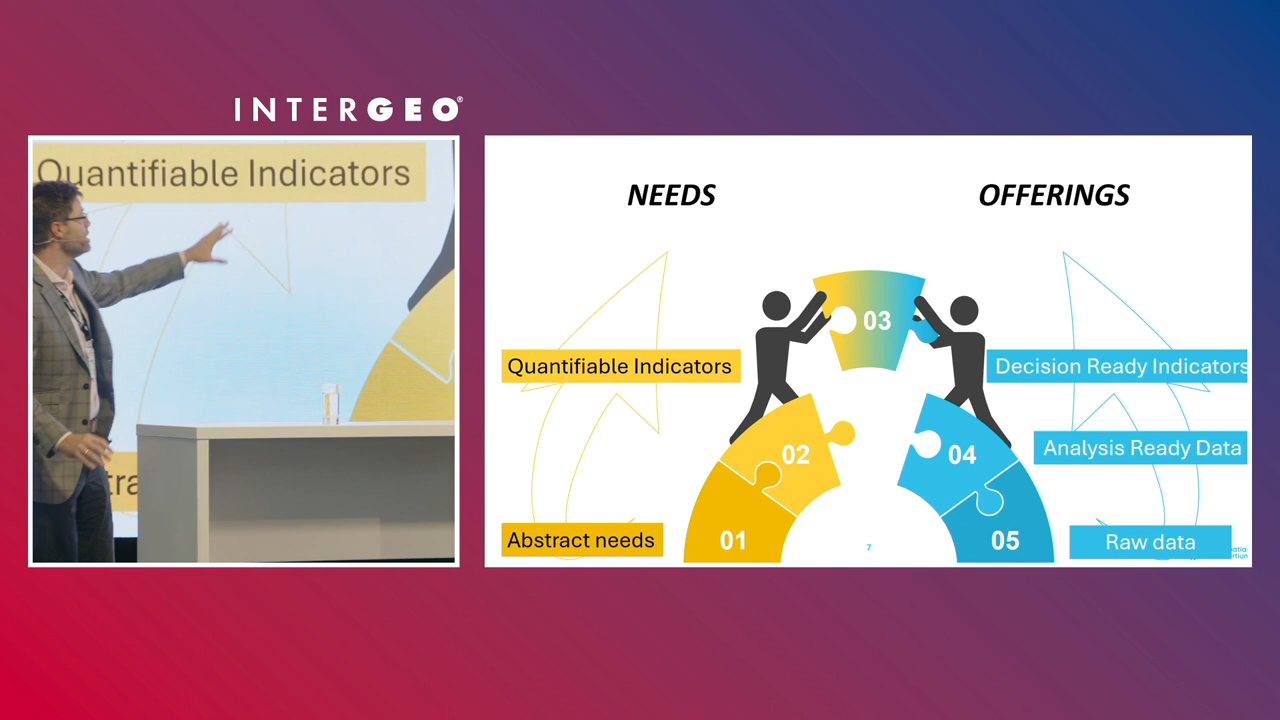 INTERGEO®
Quantifiable Indicators
tra
NEEDS
OFFERINGS
03
Quantifiable Indicators
Decision Ready Indicators
02
04
Analysis Ready Data
Abstract needs
01
7
05
Raw data